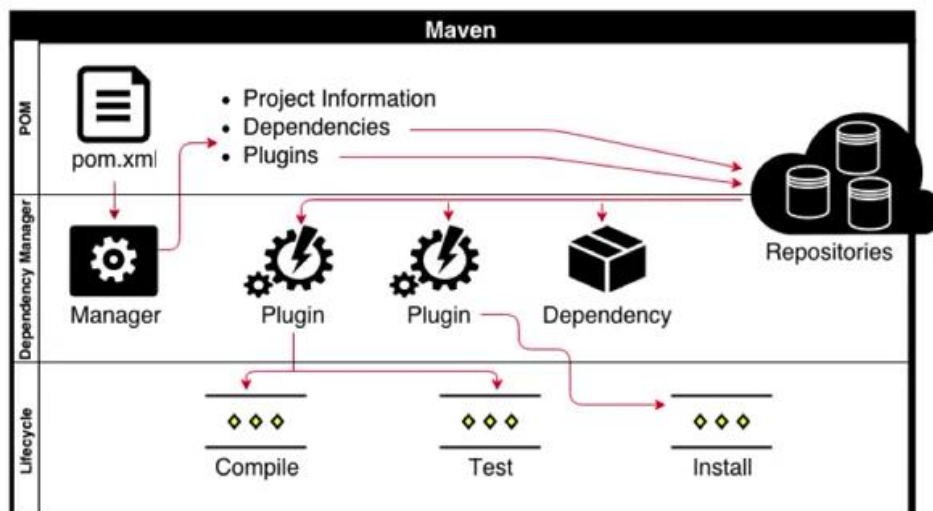 Maven
POM
pom.xml
• Project Information
• Dependencies
• Plugins
Repositories
Dependency Manager
Manager
Plugin
Plugin
Dependency
Lifecycle
Compile
Test
Install